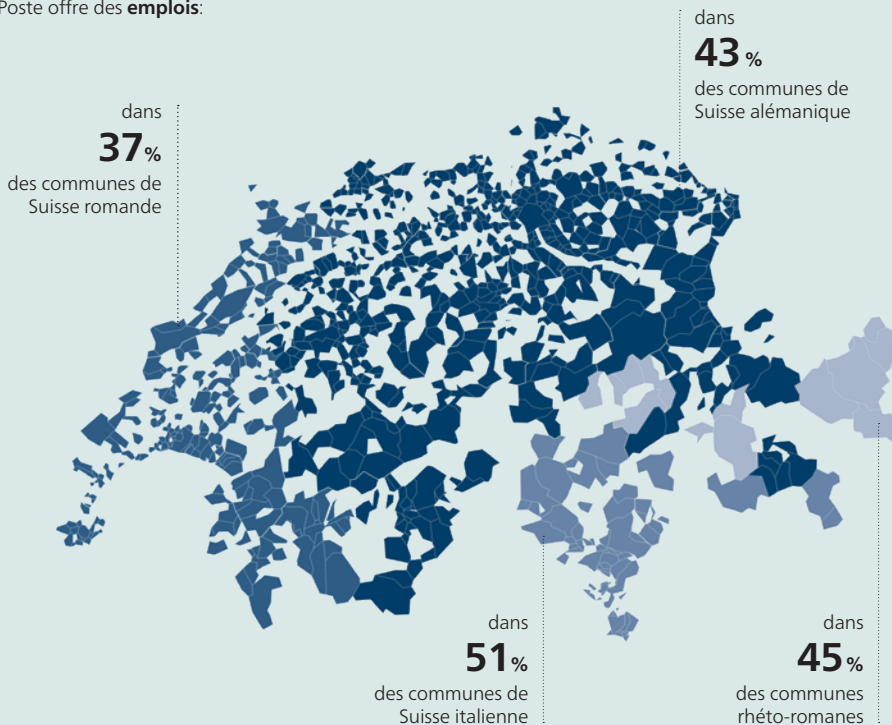 Poste offre des emplois:
dans
43 %
des communes de
Suisse alémanique
dans
37%
des communes de
Suisse romande
dans
51%
des communes de
Suisse italienne
dans
45%
des communes
rhéto-romanes